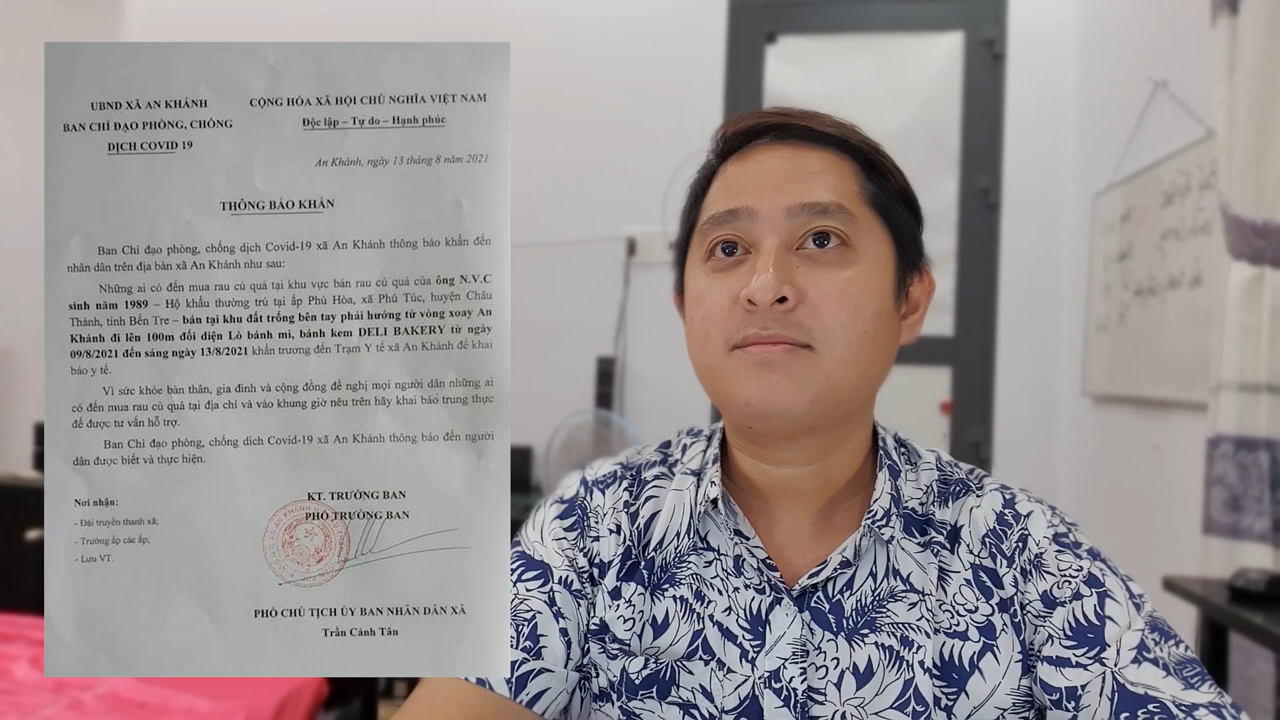 UBND XÃ AN KHÁNH
BAN CHỈ ĐẠO PHÒNG, CHỐNG
DỊCH COVID 19
CỘNG HÒA XÃ HỘI CHỦ NGHĨA VIỆT NAM
Độc lập – Tự do – Hạnh phúc
An Khánh, ngày 13 tháng 8 năm 2021
THÔNG BÁO KHẨN
Ban Chỉ đạo phòng, chống dịch Covid-19 xã An Khánh thông báo khẩn đến
nhân dân trên địa bàn xã An Khánh như sau:
Những ai có đến mua rau củ quả tại khu vực bán rau củ quả của ông N.V.C
sinh năm 1989 – Hộ khẩu thường trú tại ấp Phú Hòa, xã Phú Túc, huyện Châu
Thành, tỉnh Bến Tre – bán tại khu đất trống bên tay phải hướng từ vòng xoay An
Khánh đi lên 100m đối diện Lò bánh mì, bánh kem DELI BAKERY từ ngày
09/8/2021 đến sáng ngày 13/8/2021 khẩn trương đến Trạm Y tế xã An Khánh để khai
báo y tế.
Vì sức khỏe bản thân, gia đình và cộng đồng đề nghị mọi người dân những ai
có đến mua rau củ quả tại địa chỉ và vào khung giờ nêu trên hãy khai báo trung thực
để được tư vấn hỗ trợ.
Ban Chỉ đạo phòng, chống dich Covid-19 xã An Khánh thông báo đến người
dân được biết và thực hiện.
Nơi nhận:
- Đài truyền thanh xã;
- Trưởng ấp các ấp;
- Lưu VT.
KT. TRƯỞNG BAN
PHÓ TRƯỞNG BAN
PHÓ CHỦ TỊCH ỦY BAN NHÂN DÂN XÃ
Trần Cảnh Tân